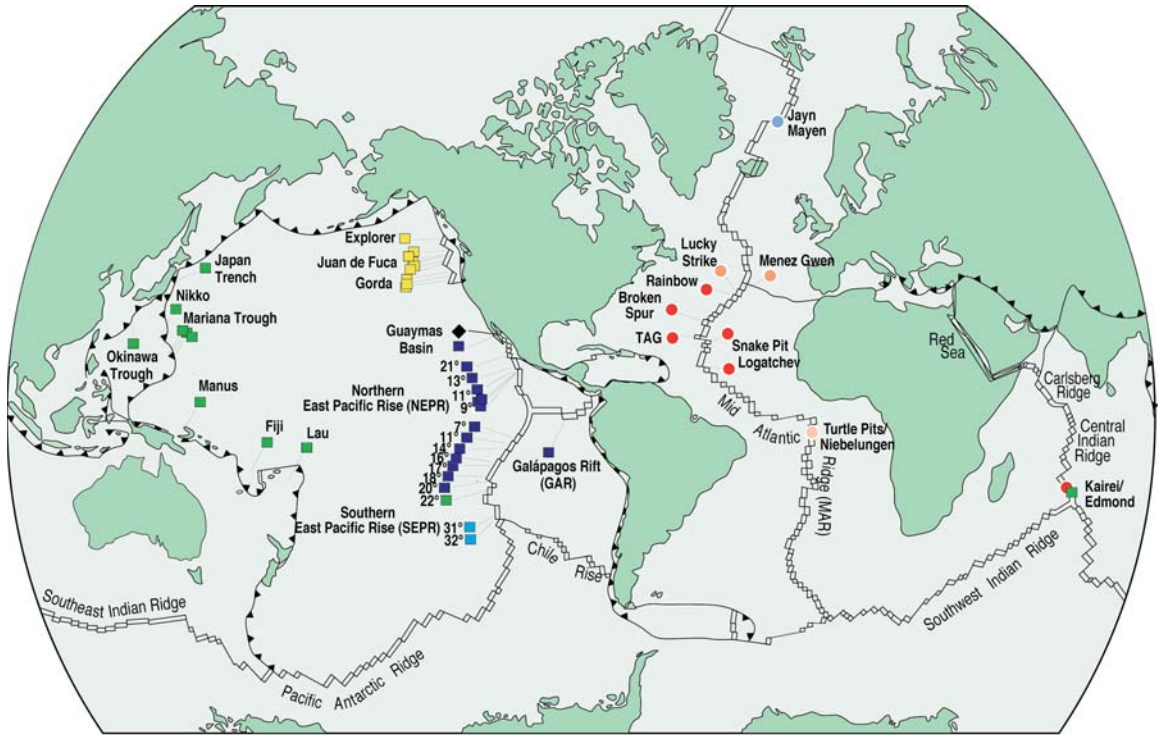 Jayn
Mayen
Explorer
Juan de Fuca
Gorda
Lucky
Strike
Menez Gwen
Rainbow
Broken
Spur
TAG
Snake Pit
Logatchev
Japan
Trench
Nikko
Mariana Trough
Okinawa
Trough
Manus
Fiji
Lau
Guaymas
Basin
21°
13°
11°
9°
Northern
East Pacific Rise (NEPR)
7°
11°
14°
16°
17°
18°
20°
22°
Southern
East Pacific Rise (SEPR)
31°
32°
Galápagos Rift
(GAR)
Mid
Atlantic
Ridge (MAR)
Turtle Pits/
Niebelungen
Red
Sea
Carlsberg
Ridge
Central
Indian
Ridge
Kairei/
Edmond
Chile Rise
Southwest Indian Ridge
Southeast Indian Ridge
Pacific Antarctic Ridge